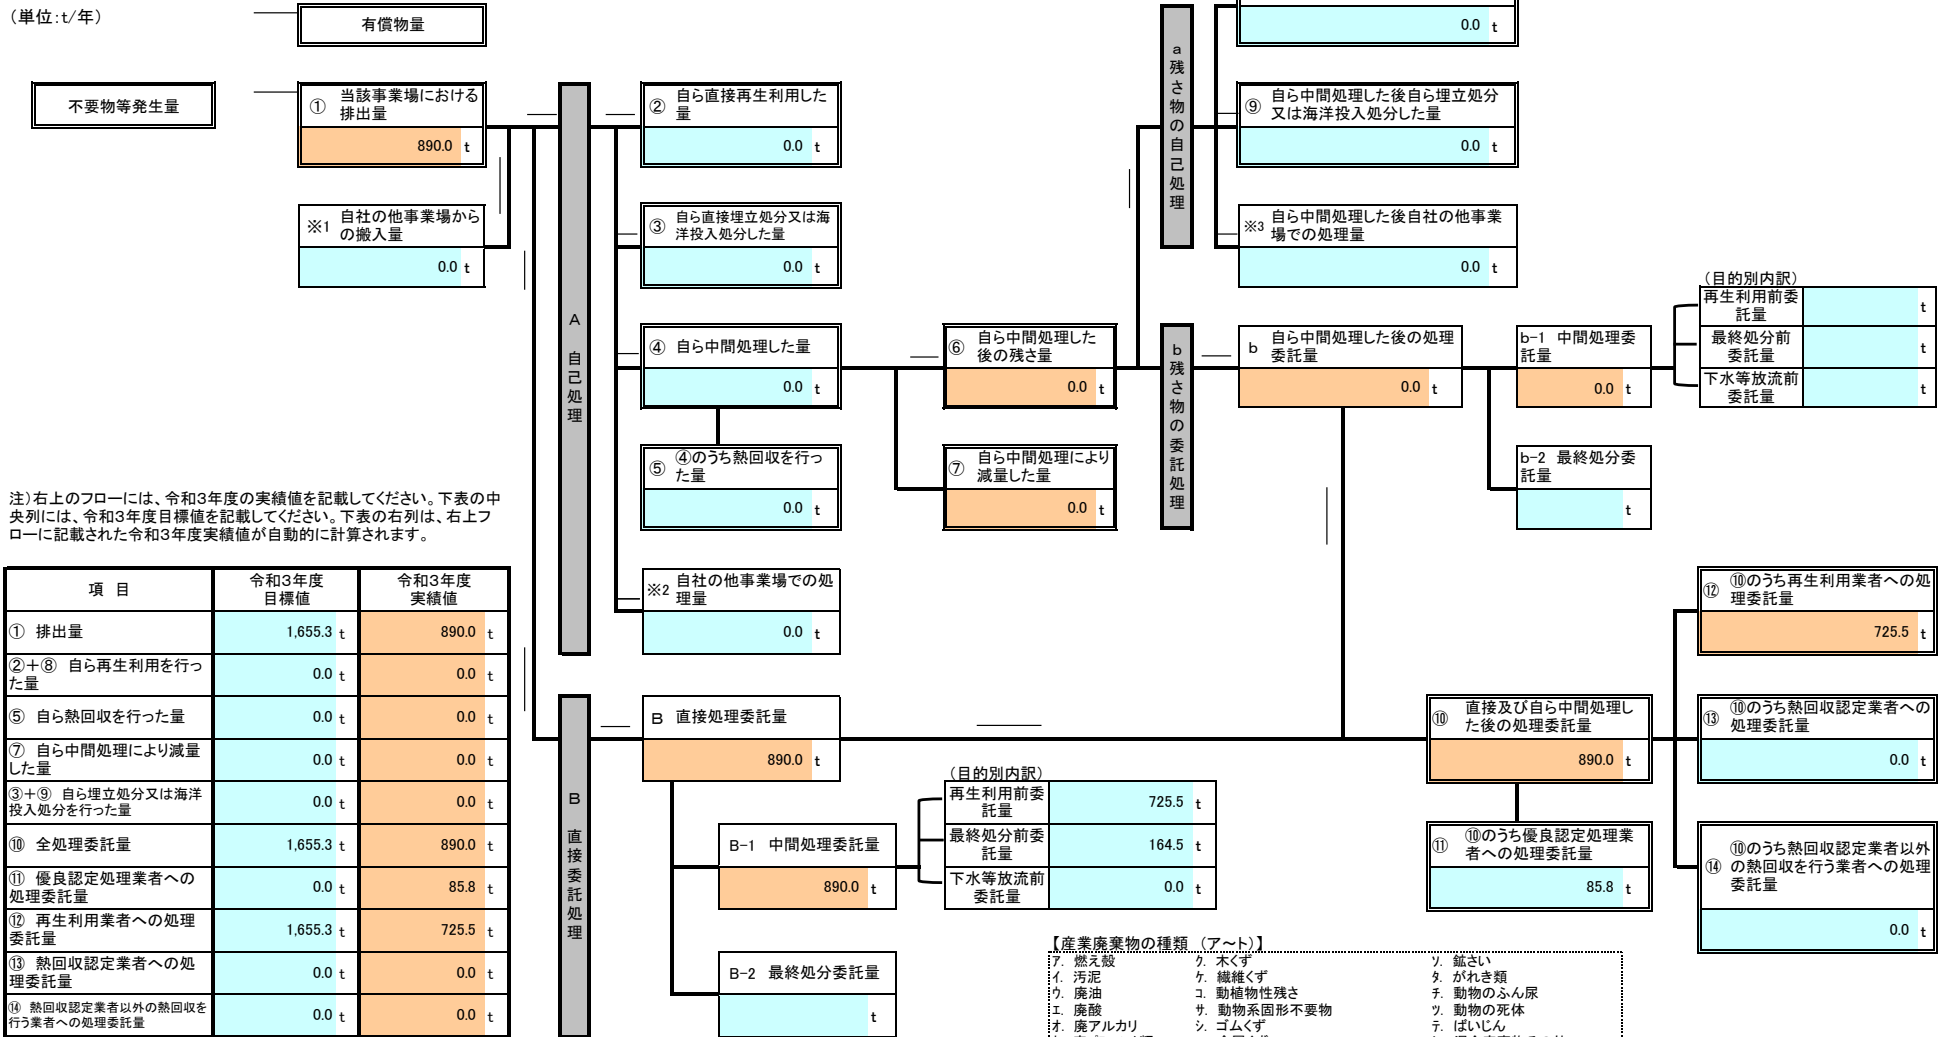 （単位：t/年）
有償物量
0.0 t
不要物等発生量
① 当該事業場における
排出量
890.0 t
※1 自社の他事業場から
の搬入量
0.0 t
A 自己処理
② 自ら直接再生利用した
量
0.0 t
③ 自ら直接埋立処分又は海
洋投入処分した量
0.0 t
④ 自ら中間処理した量
0.0 t
⑤ ④のうち熱回収を行っ
た量
0.0 t
※2 自社の他事業場での処
理量
0.0 t
⑥ 自ら中間処理した
後の残さ量
0.0 t
⑦ 自ら中間処理により
減量した量
0.0 t
a 残さ物の自己処理
⑨ 自ら中間処理した後自ら埋立処分
又は海洋投入処分した量
0.0 t
※3 自ら中間処理した後自社の他事業
場での処理量
0.0 t
b 残さ物の委託処理
b 自ら中間処理した後の処理
委託量
0.0 t
b-1 中間処理委
託量
0.0 t
（目的別内訳）
再生利用前委
託量
t
最終処分前
委託量
t
下水等放流前
委託量
t
b-2 最終処分委
託量
t
注）右上のフローには、令和3年度の実績値を記載してください。下表の中
央列には、令和3年度目標値を記載してください。下表の右列は、右上フ
ローに記載された令和3年度実績値が自動的に計算されます。
項 目 令和3年度 目標値 令和3年度 実績値
① 排出量 1,655.3 t 890.0 t
②＋⑧ 自ら再生利用を行っ
た量 0.0 t 0.0 t
⑤ 自ら熱回収を行った量 0.0 t 0.0 t
⑦ 自ら中間処理により減量
した量 0.0 t 0.0 t
③＋⑨ 自ら埋立処分又は海洋
投入処分を行った量 0.0 t 0.0 t
⑩ 全処理委託量 1,655.3 t 890.0 t
⑪ 優良認定処理業者への
処理委託量 0.0 t 85.8 t
⑫ 再生利用業者への処理
委託量 1,655.3 t 725.5 t
⑬ 熱回収認定業者への処
理委託量 0.0 t 0.0 t
⑭ 熱回収認定業者以外の熱回収を
行う業者への処理委託量 0.0 t 0.0 t
B 直接委託処理
B 直接処理委託量
890.0 t
B-1 中間処理委託量
890.0 t
（目的別内訳）
再生利用前委
託量
725.5 t
最終処分前委
託量
164.5 t
下水等放流前
委託量
0.0 t
B-2 最終処分委託量
t
⑩ 直接及び自ら中間処理し
た後の処理委託量
890.0 t
⑪ ⑩のうち優良認定処理業
者への処理委託量
85.8 t
⑫ ⑩のうち再生利用業者への処
理委託量
725.5 t
⑬ ⑩のうち熱回収認定業者への
処理委託量
0.0 t
⑭ ⑩のうち熱回収認定業者以外
の熱回収を行う業者への処理
委託量
0.0 t
【産業廃棄物の種類 （ア～ト）】
ア. 燃え殻 ク. 木くず ソ. 鉱さい
イ. 汚泥 ケ. 繊維くず タ. がれき類
ウ. 廃油 コ. 動植物性残さ チ. 動物のふん尿
エ. 廃酸 サ. 動物系固形不要物 ツ. 動物の死体
オ. 廃アルカリ シ. ゴムくず テ. ばいじん